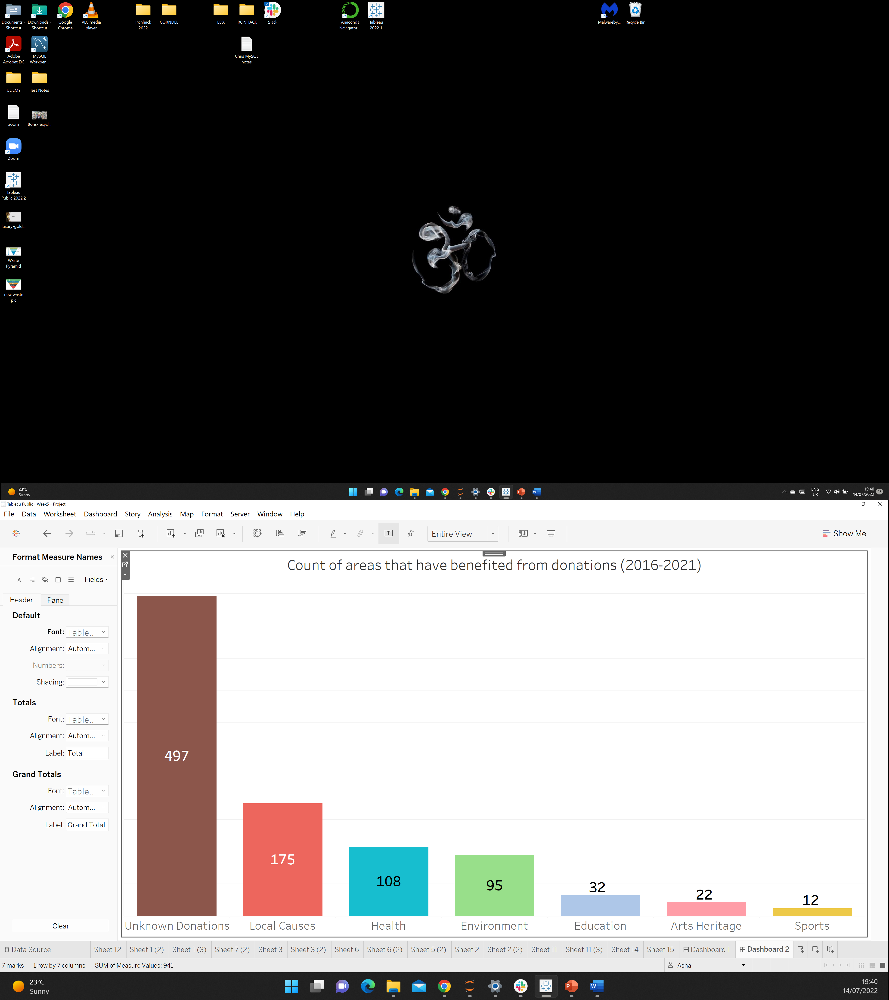 Documents - Shortcut
Downloads - Shortcut
Google Chrome
VLC media player
Ironhack 2022
CORNDEL
EDX
IRONHACK
Slack
Anaconda Navigator ...
Tableau 2022.1
Malwareby...
Recycle Bin
Adobe Acrobat DC
MySQL Workben...
Chris MySQL notes
UDEMY
Test Notes
zoom
Boris-recycl...
Zoom
Tableau Public 2022.2
luxury-gold...
Waste Pyramid
new waste pic
23°C
Sunny
ENG
UK
19:40
14/07/2022
23
Tableau Public - Week5 - Project
File Data Worksheet Dashboard Story Analysis Map Format Server Window Help
Entire View
Show Me
Format Measure Names
Fields
Header Pane
Default
Font: Table..
Alignment: Autom...
Numbers:
Shading:
Totals
Font: Table..
Alignment: Autom...
Label: Total
Grand Totals
Font: Table..
Alignment: Autom...
Label: Grand Total
Clear
Count of areas that have benefited from donations (2016-2021)
497
175
108
95
32
22
12
Unknown Donations Local Causes Health Environment Education Arts Heritage Sports
Data Source Sheet 12 Sheet 1 (2) Sheet 1 (3) Sheet 7 (2) Sheet 3 Sheet 3 (2) Sheet 6 Sheet 6 (2) Sheet 5 (2) Sheet 2 Sheet 2 (2) Sheet 11 Sheet 11 (3) Sheet 14 Sheet 15 Dashboard 1 Dashboard 2
7 marks 1 row by 7 columns SUM of Measure Values: 941 Asha
23°C
Sunny
19:40
14/07/2022